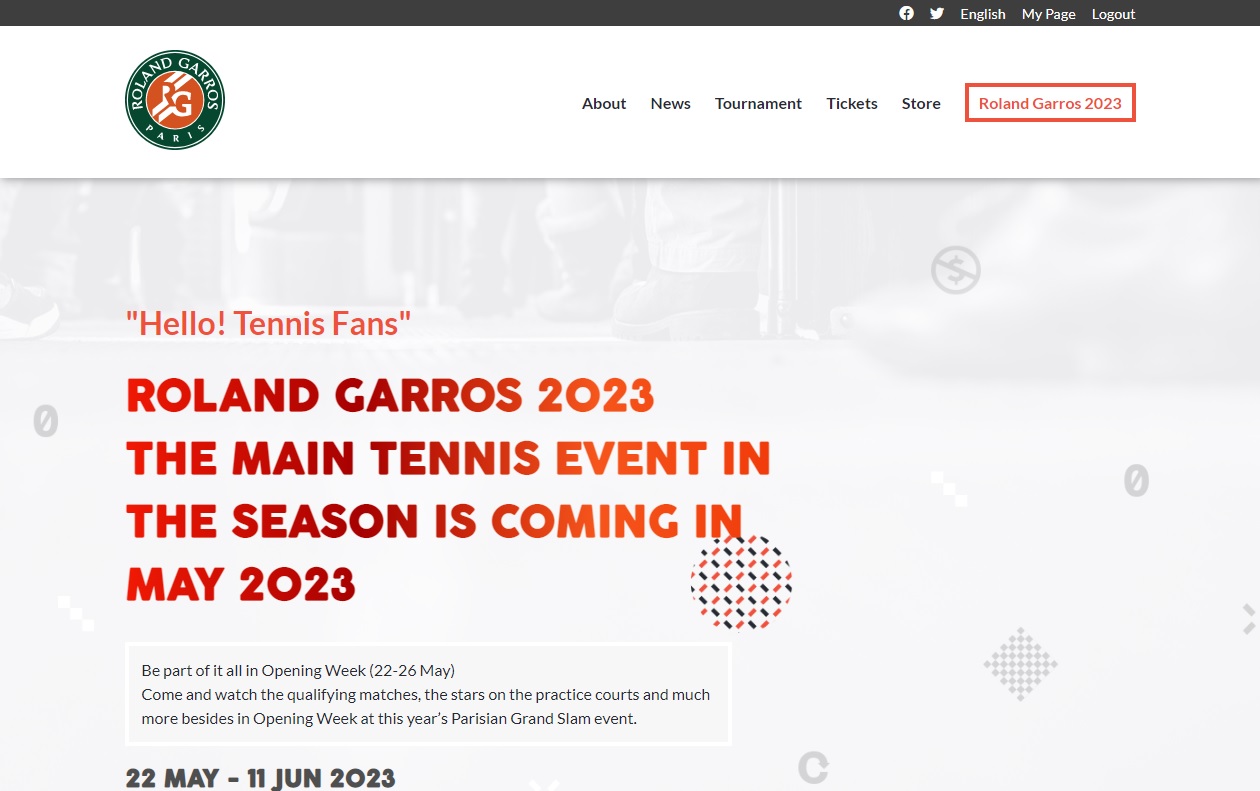 English My Page Logout
ROLAND GARROS
PARIS
RG
About News Tournament Tickets Store Roland Garros 2023
"Hello! Tennis Fans"
ROLAND GARROS 2023
THE MAIN TENNIS EVENT IN
THE SEASON IS COMING IN
MAY 2023
Be part of it all in Opening Week (22-26 May)
Come and watch the qualifying matches, the stars on the practice courts and much
more besides in Opening Week at this year’s Parisian Grand Slam event.
22 MAY - 11 JUN 2023